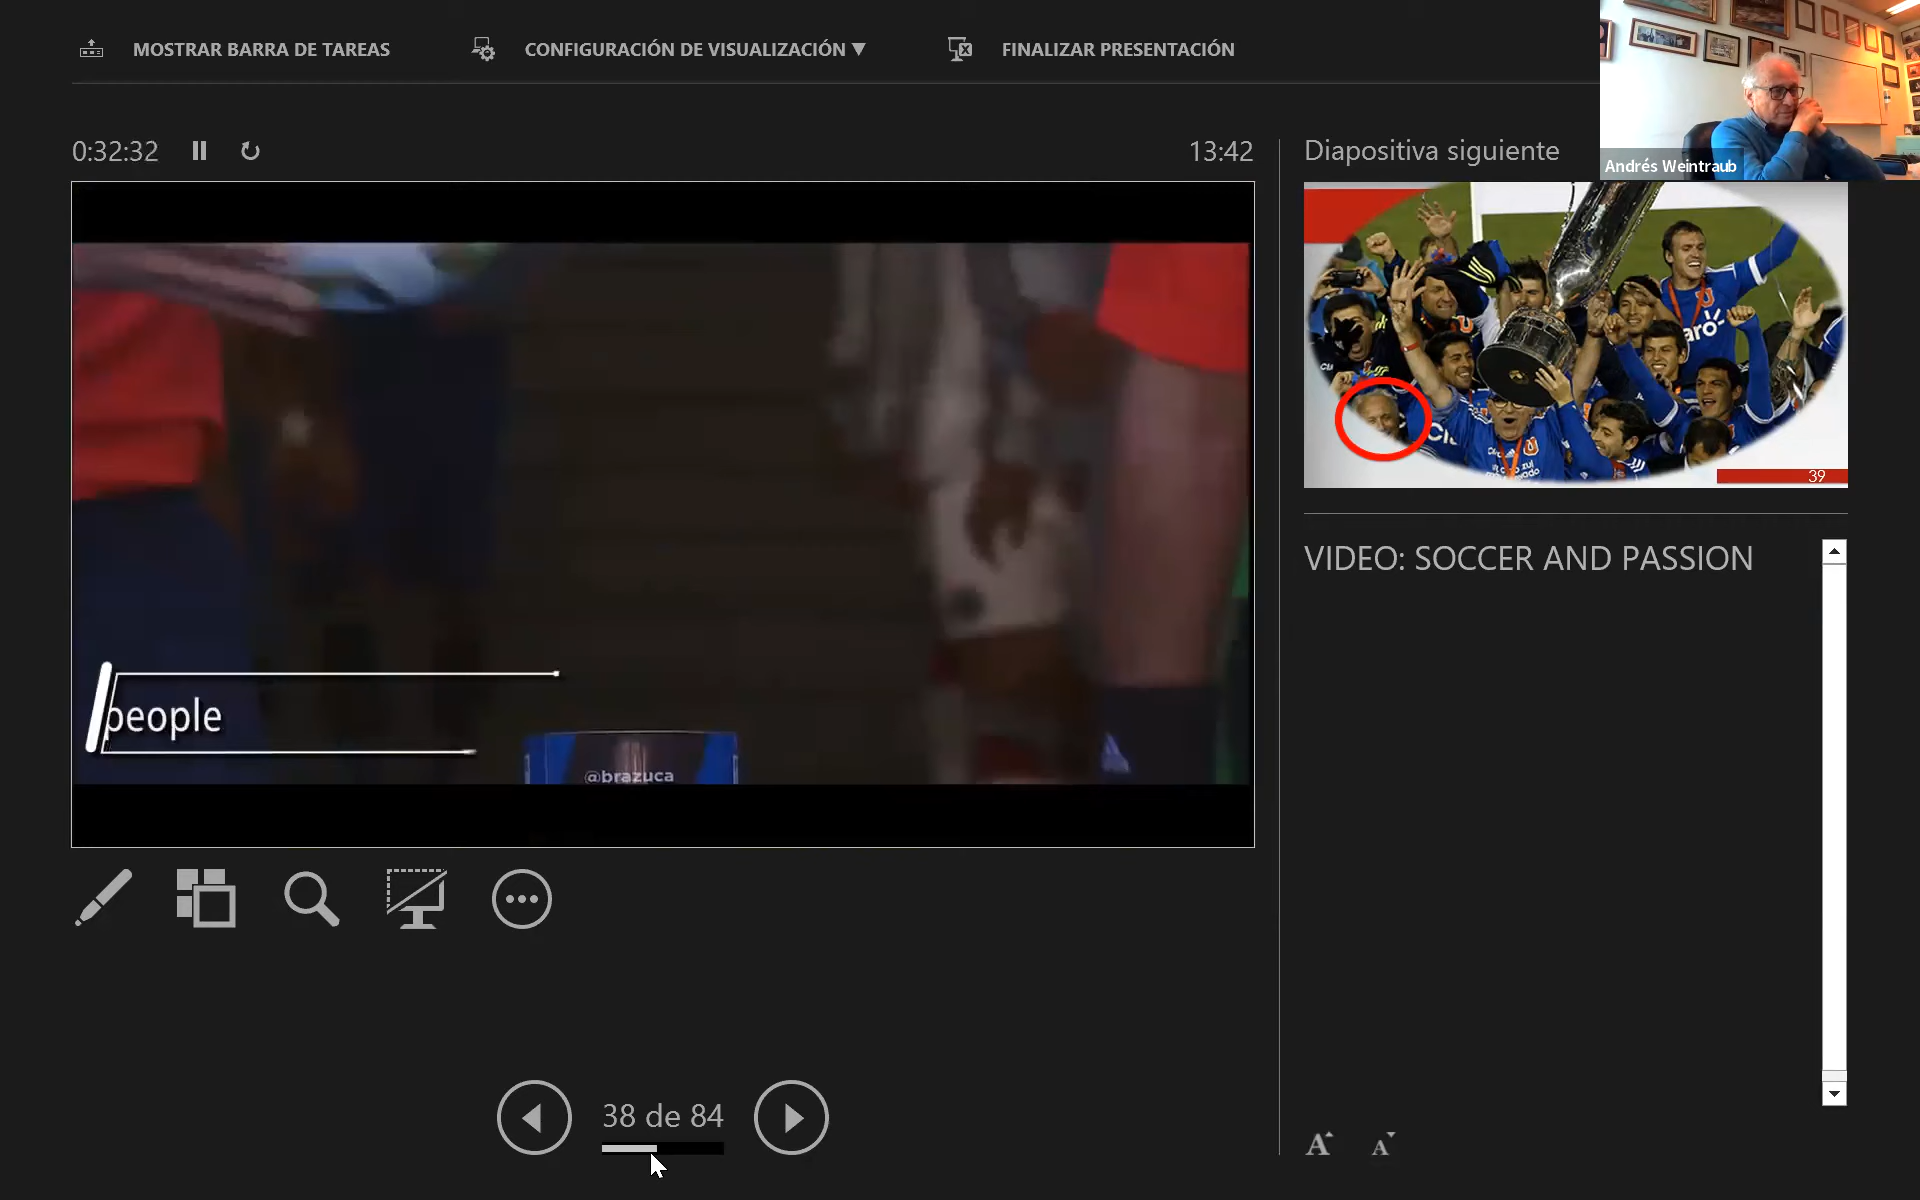 MOSTRAR BARRA DE TAREAS
CONFIGURACIÓN DE VISUALIZACIÓN ▼
FINALIZAR PRESENTACIÓN
Andrés Weintraub
0:32:32
13:42
Diapositiva siguiente
people
@brazuca
39
VIDEO: SOCCER AND PASSION
38 de 84
A
A